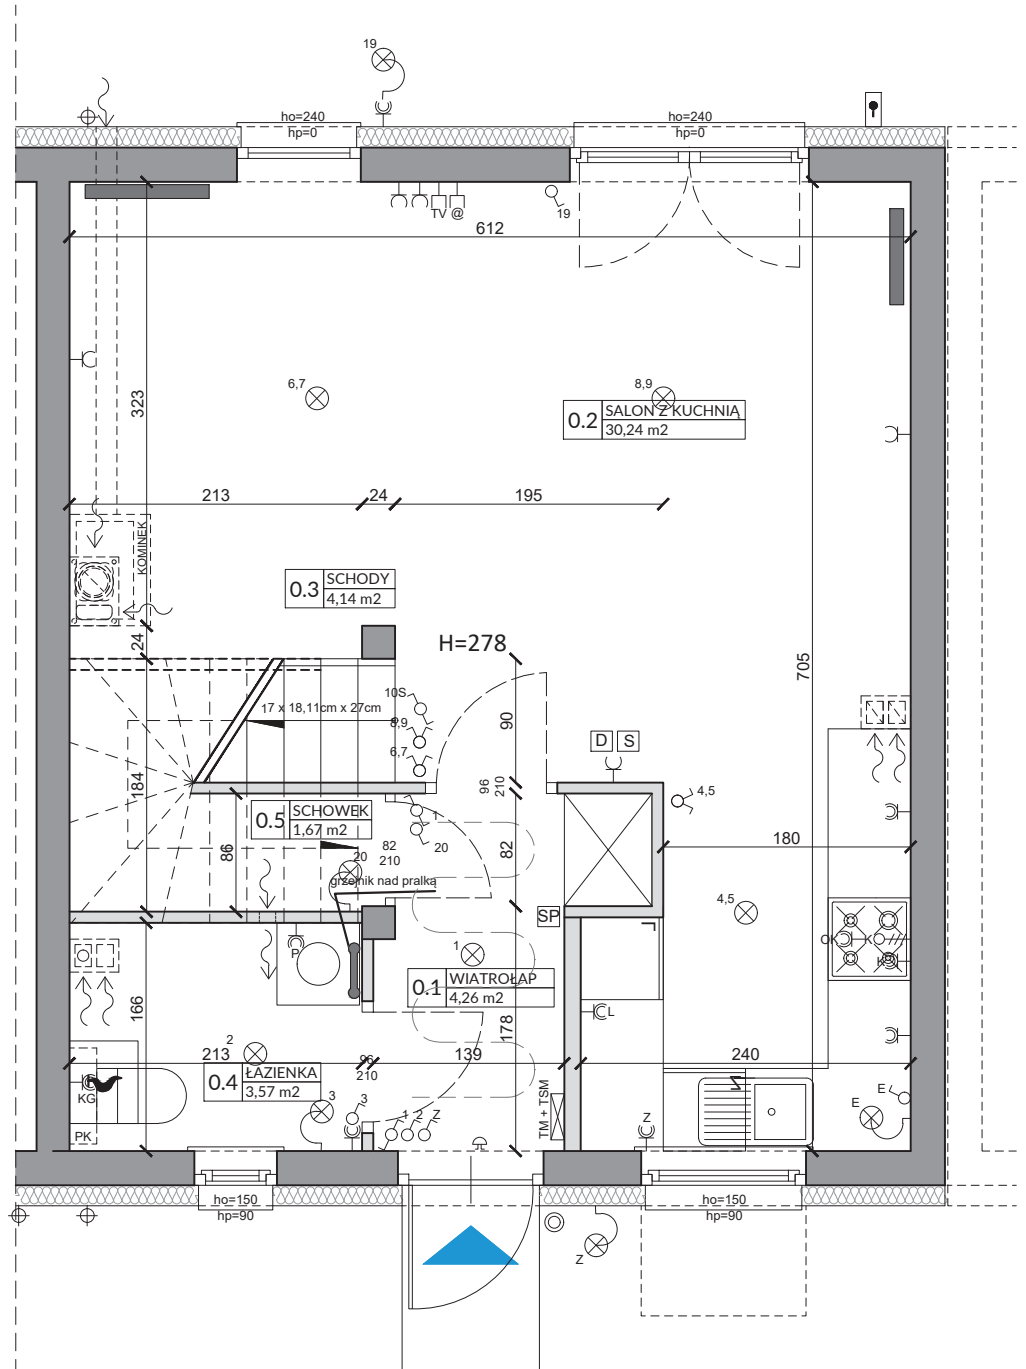 19
ho=240
hp=0
ho=240
hp=0
TV @
19
612
6,7
8,9
323
0.2 SALON Z KUCHNIĄ
30,24 m2
213
24
195
KOMINEK
0.3 SCHODY
4,14 m2
24
H=278
705
10S
17 x 18,11cm x 27cm
8,9
90
6,7
D S
184
96
210
4,5
0.5 SCHOWEK
1,67 m2
1
20
82
210
82
180
86
20
grzejnik nad pralką
4,5
SP
P
1
OK
K
K
0.1 WIATROŁAP
4,26 m2
166
178
L
213
2
96
210
139
240
0.4 ŁAZIENKA
3,57 m2
KG
3
3
TM + TSM
Z
E
E
PK
1
2
Z
Z
ho=150
hp=90
ho=150
hp=90
Z